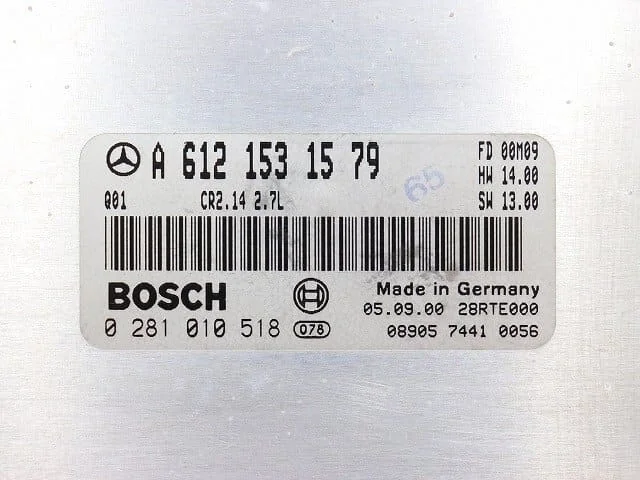 A 612 153 15 79
FD 00M09
HW 14.00
Q01 CR2.14 2.7L
SW 13.00
65
BOSCH
Made in Germany
05.09.00 28RTE000
0 281 010 518 078
08905 7441 0056